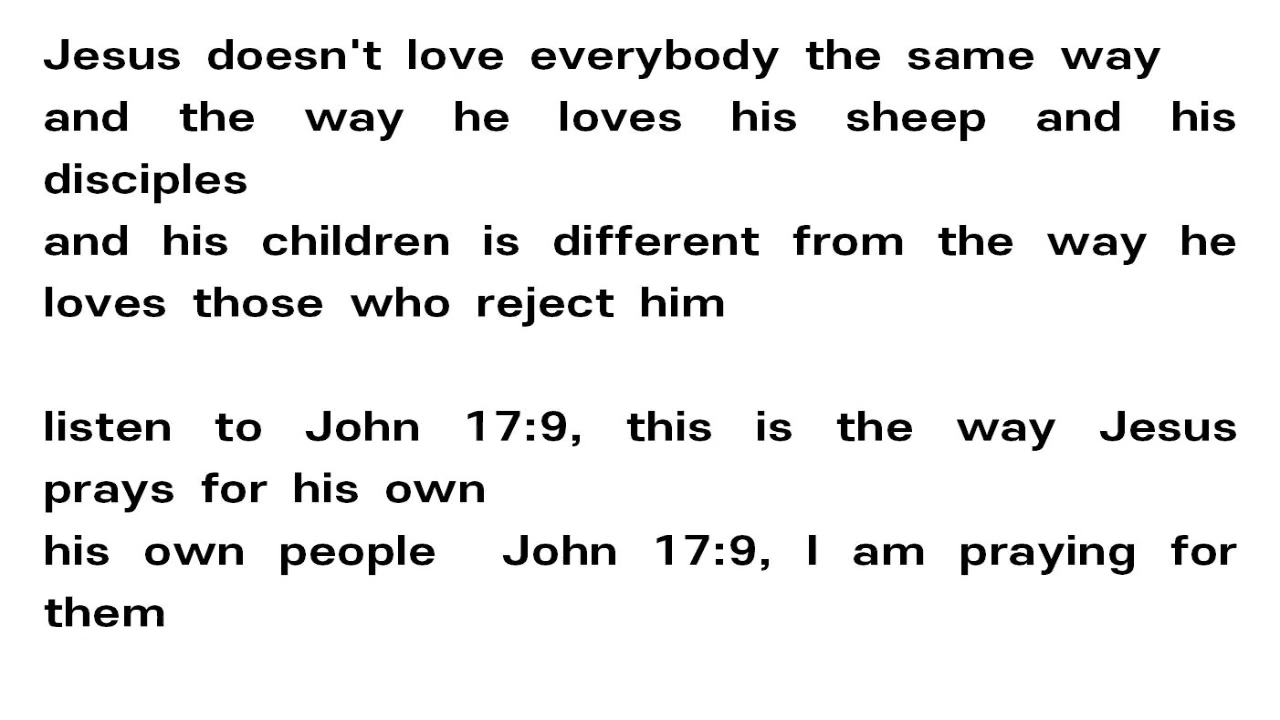 Jesus doesn't love everybody the same way
and the way he loves his sheep and his
disciples
and his children is different from the way he
loves those who reject him
listen to John 17:9, this is the way Jesus
prays for his own
his own people John 17:9, I am praying for
them